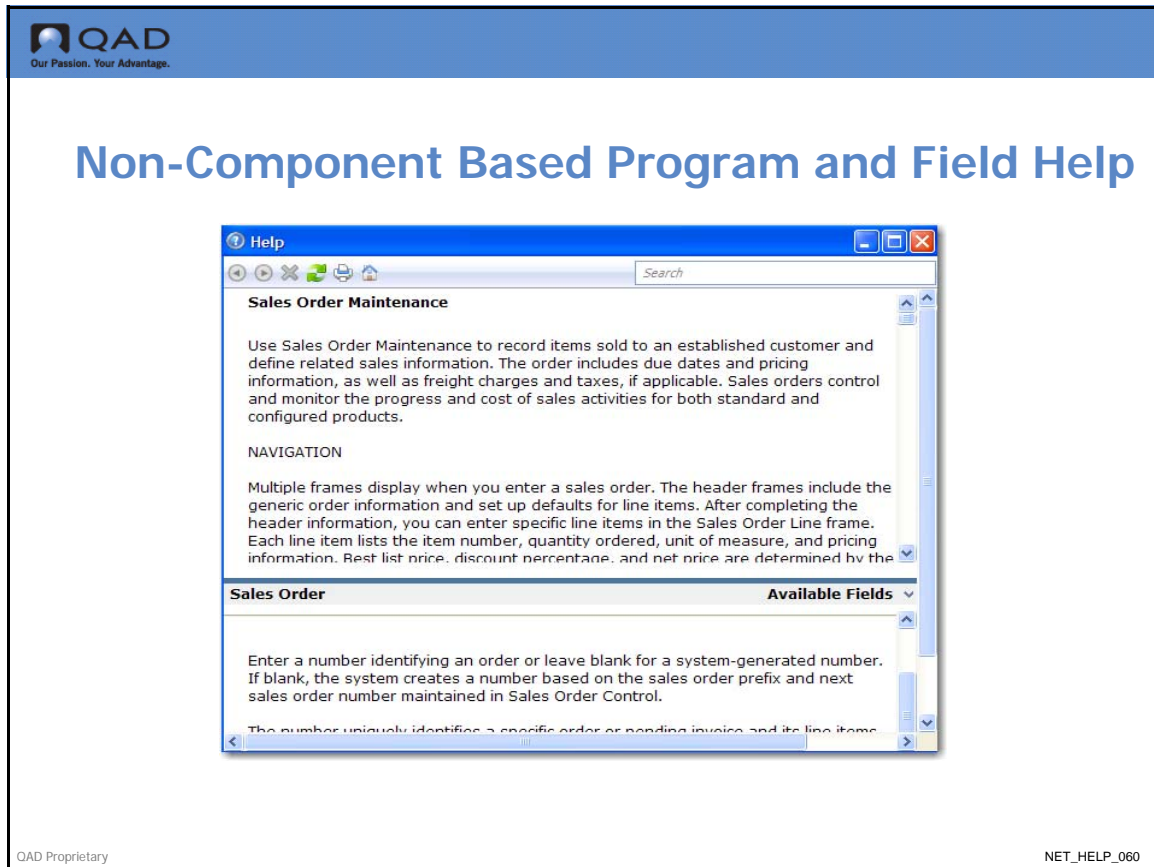 QAD
Our Passion. Your Advantage.
Non-Component Based Program and Field Help
Help
Search
Sales Order Maintenance
Use Sales Order Maintenance to record items sold to an established customer and
define related sales information. The order includes due dates and pricing
information, as well as freight charges and taxes, if applicable. Sales orders control
and monitor the progress and cost of sales activities for both standard and
configured products.
NAVIGATION
Multiple frames display when you enter a sales order. The header frames include the
generic order information and set up defaults for line items. After completing the
header information, you can enter specific line items in the Sales Order Line frame.
Each line item lists the item number, quantity ordered, unit of measure, and pricing
information. Best list price, discount percentage, and net price are determined by the
Sales Order Available Fields
Enter a number identifying an order or leave blank for a system-generated number.
If blank, the system creates a number based on the sales order prefix and next
sales order number maintained in Sales Order Control.
The number uniquely identifies a specific order or pending invoice and its line items
QAD Proprietary
NET_HELP_060